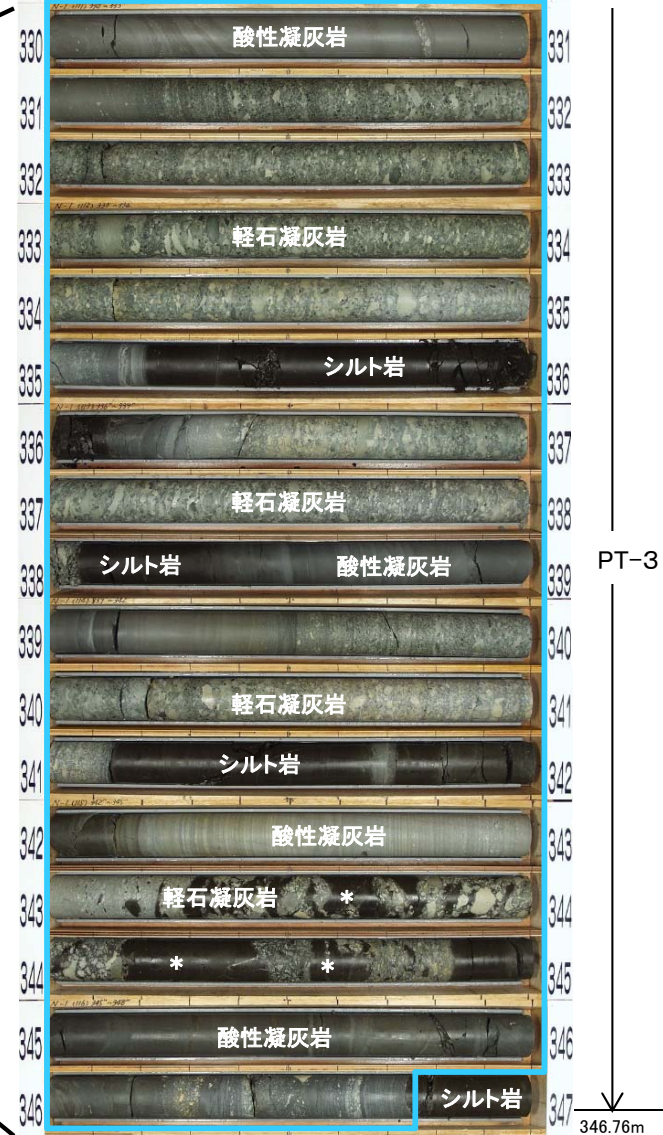 330 酸性凝灰岩 331
331 332
332 333
333 軽石凝灰岩 334
334 335
335 シルト岩 336
336 337
337 軽石凝灰岩 338
338 シルト岩 酸性凝灰岩 339
PT-3
339 340
340 軽石凝灰岩 341
341 シルト岩 342
342 酸性凝灰岩 343
343 軽石凝灰岩 * 344
344 * * 345
345 酸性凝灰岩 346
346 シルト岩 347
346.76m